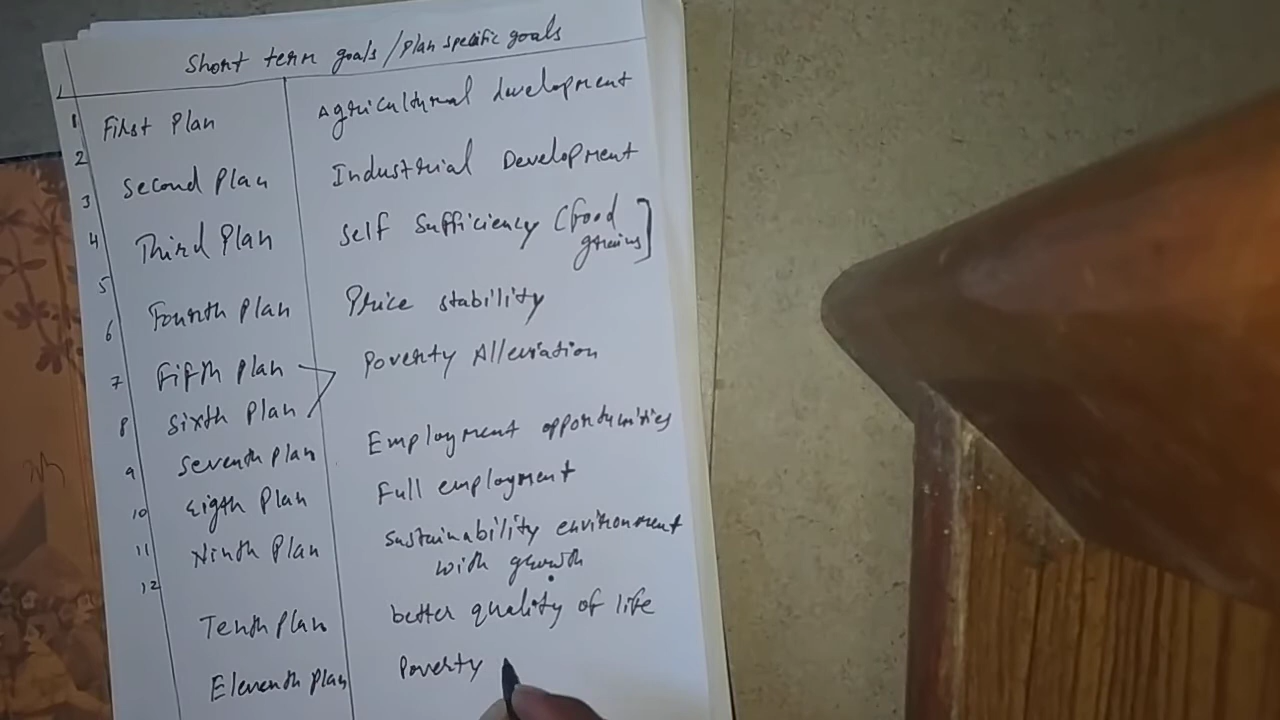 Short term goals / Plan specific goals
1 First Plan Agricultural development
2
Second Plan Industrial Development
3
4 Third Plan Self Sufficiency (food
grains]
5
Fourth Plan Price stability
6
7 Fifth Plan Poverty Alleviation
8 Sixth Plan
9 Seventh Plan Employment opportunities
10 Eigth Plan Full employment
11 Ninth Plan Sustainability environment
with growth
12
Tenth Plan better quality of life
Eleventh Plan Poverty